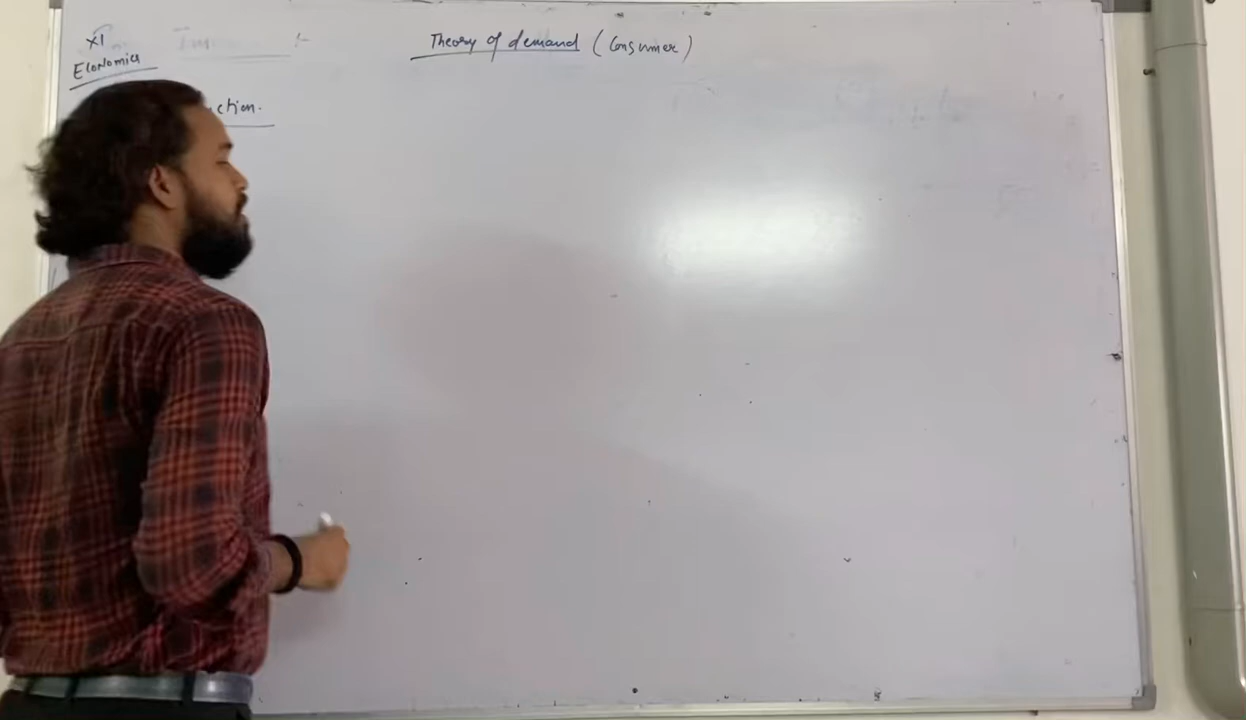 XI
Economics
Theory of demand (Consumer)
ction.